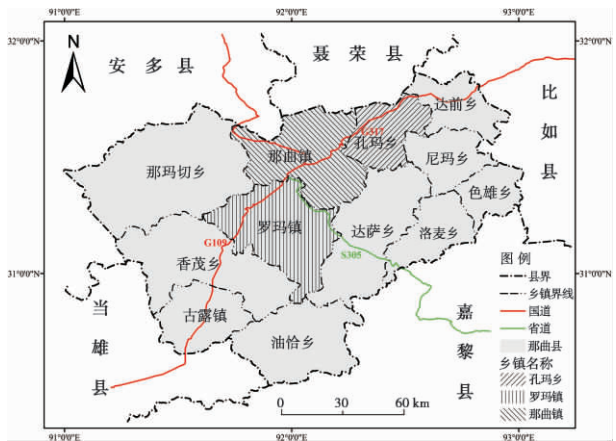 91°0′0″E
92°0′0″E
93°0′0″E
32°0′0″N
32°0′0″N
N
安多县
聂荣县
比如县
达前乡
G317
孔玛乡
那曲镇
尼玛乡
那玛切乡
色雄乡
罗玛镇
达萨乡
洛麦乡
G109
S305
31°0′0″N
31°0′0″N
香茂乡
当雄县
古露镇
油恰乡
嘉黎县
图例
县界
乡镇界线
国道
省道
那曲县
乡镇名称
孔玛乡
罗玛镇
那曲镇
0 30 60 km
91°0′0″E
92°0′0″E
93°0′0″E